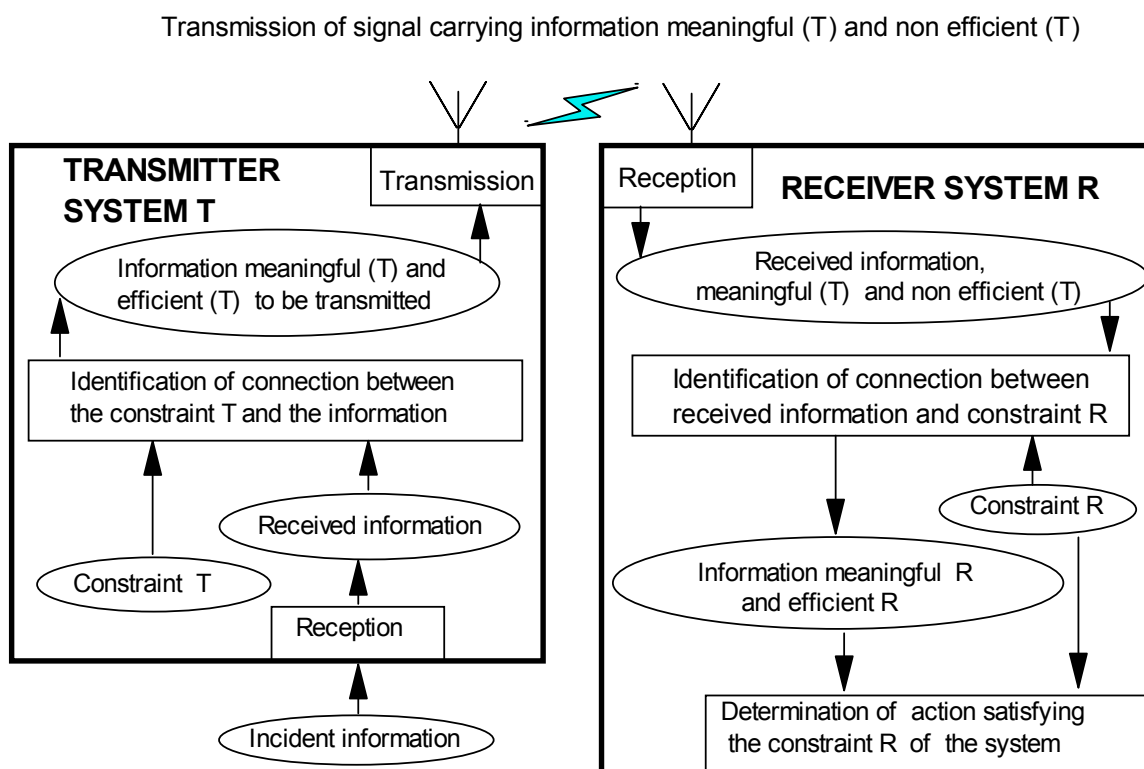 Transmission of signal carrying information meaningful (T) and non efficient (T)
TRANSMITTER
SYSTEM T
Transmission
Information meaningful (T) and
efficient (T) to be transmitted
Identification of connection between
the constraint T and the information
Received information
Constraint T
Reception
Incident information
Reception
RECEIVER SYSTEM R
Received information,
meaningful (T) and non efficient (T)
Identification of connection between
received information and constraint R
Constraint R
Information meaningful R
and efficient R
Determination of action satisfying
the constraint R of the system